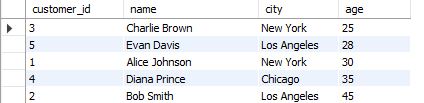 customer_id name city age
3 Charlie Brown New York 25
5 Evan Davis Los Angeles 28
1 Alice Johnson New York 30
4 Diana Prince Chicago 35
2 Bob Smith Los Angeles 45